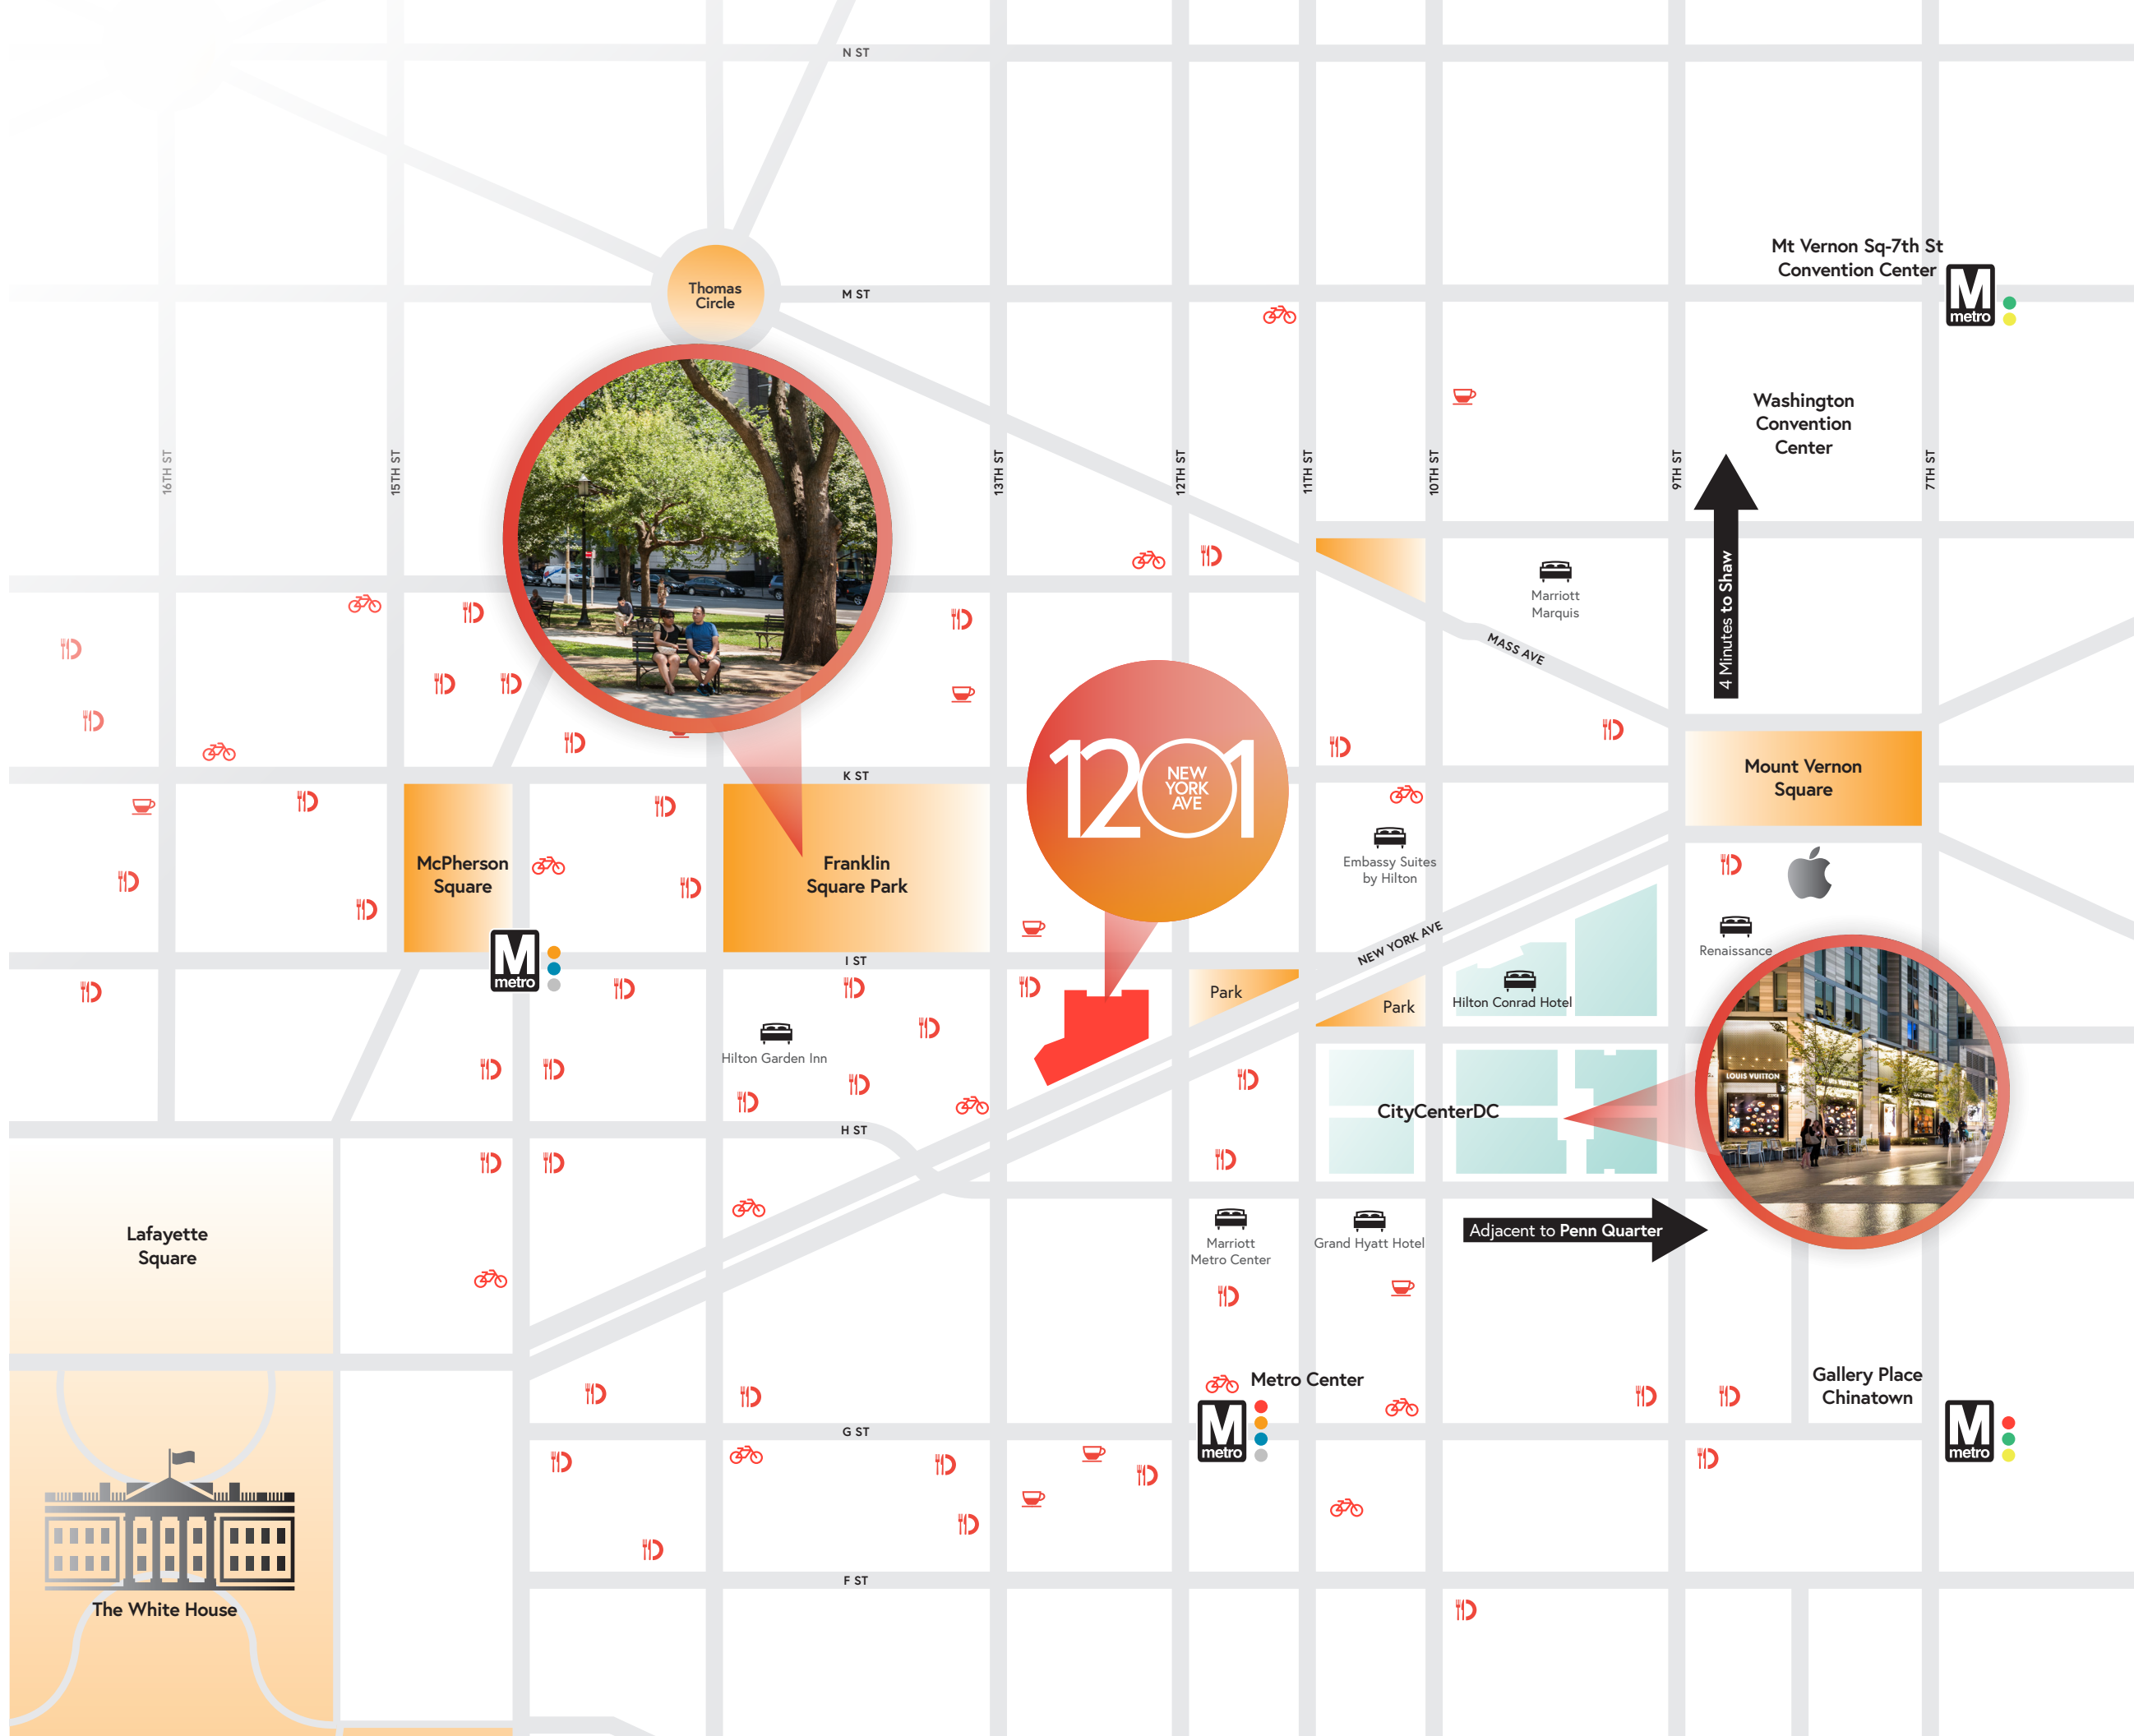 N ST
Mt Vernon Sq-7th St
Convention Center
M
metro
Thomas
Circle
M ST
Washington
Convention
Center
16TH ST
15TH ST
13TH ST
12TH ST
11TH ST
10TH ST
9TH ST
7TH ST
4 Minutes to Shaw
Marriott
Marquis
MASS AVE
1201
NEW
YORK
AVE
K ST
Mount Vernon
Square
McPherson
Square
Franklin
Square Park
Embassy Suites
by Hilton
NEW YORK AVE
Renaissance
M
metro
I ST
Park
Park
Hilton Conrad Hotel
Hilton Garden Inn
LOUIS VUITTON
CityCenterDC
H ST
Lafayette
Square
Marriott
Metro Center
Grand Hyatt Hotel
Adjacent to Penn Quarter
Metro Center
M
metro
Gallery Place
Chinatown
M
metro
G ST
F ST
The White House